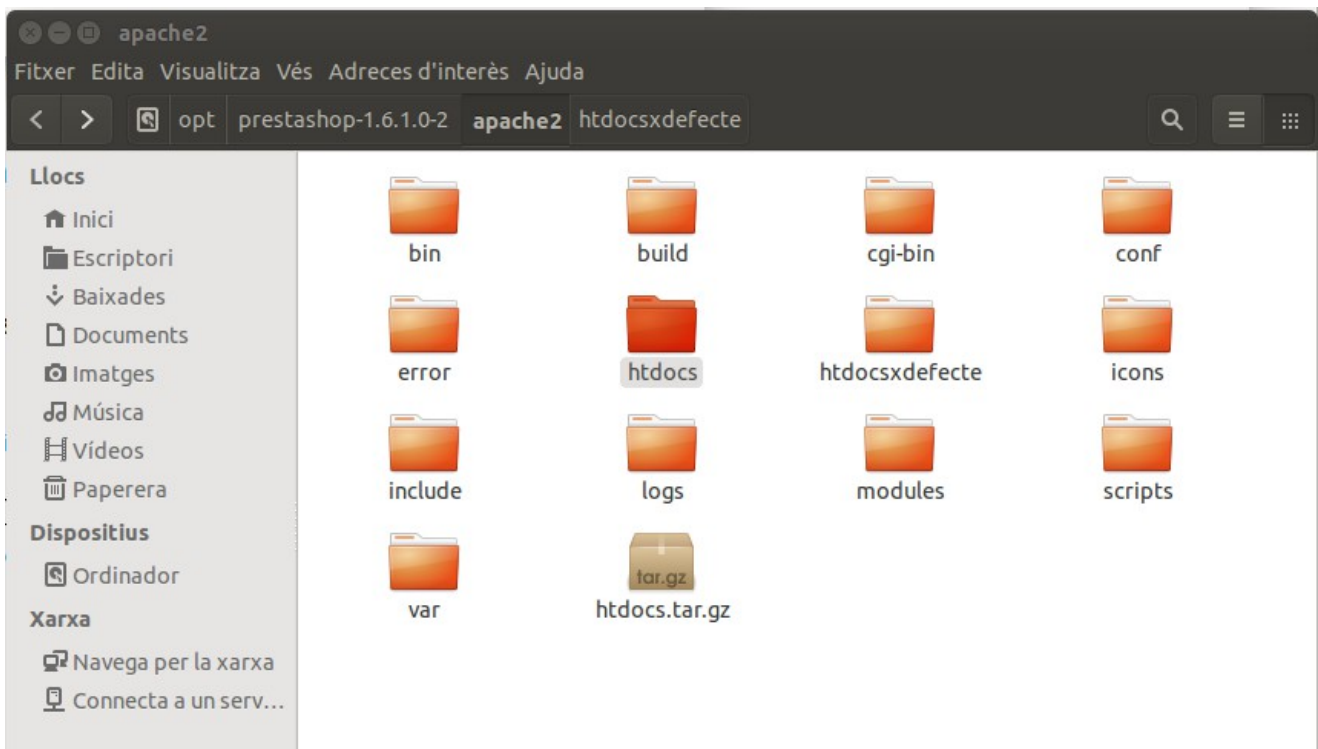 apache2
Fitxer Edita Visualitza Vés Adreces d'interès Ajuda
opt prestashop-1.6.1.0-2 apache2 htdocsxdefecte
Llocs
Inici
Escriptori
Baixades
Documents
Imatges
Música
Vídeos
Paperera
Dispositius
Ordinador
Xarxa
Navega per la xarxa
Connecta a un serv...
bin build cgi-bin conf
error htdocs htdocsxdefecte icons
include logs modules scripts
tar.gz
var htdocs.tar.gz